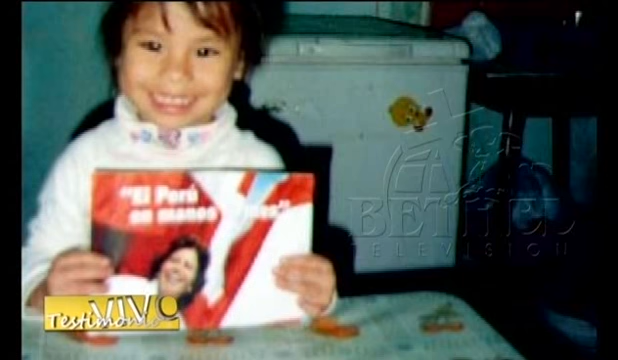 "El Perú
en manos
BETHEL
TELEVISION
VIVO
Testimonio